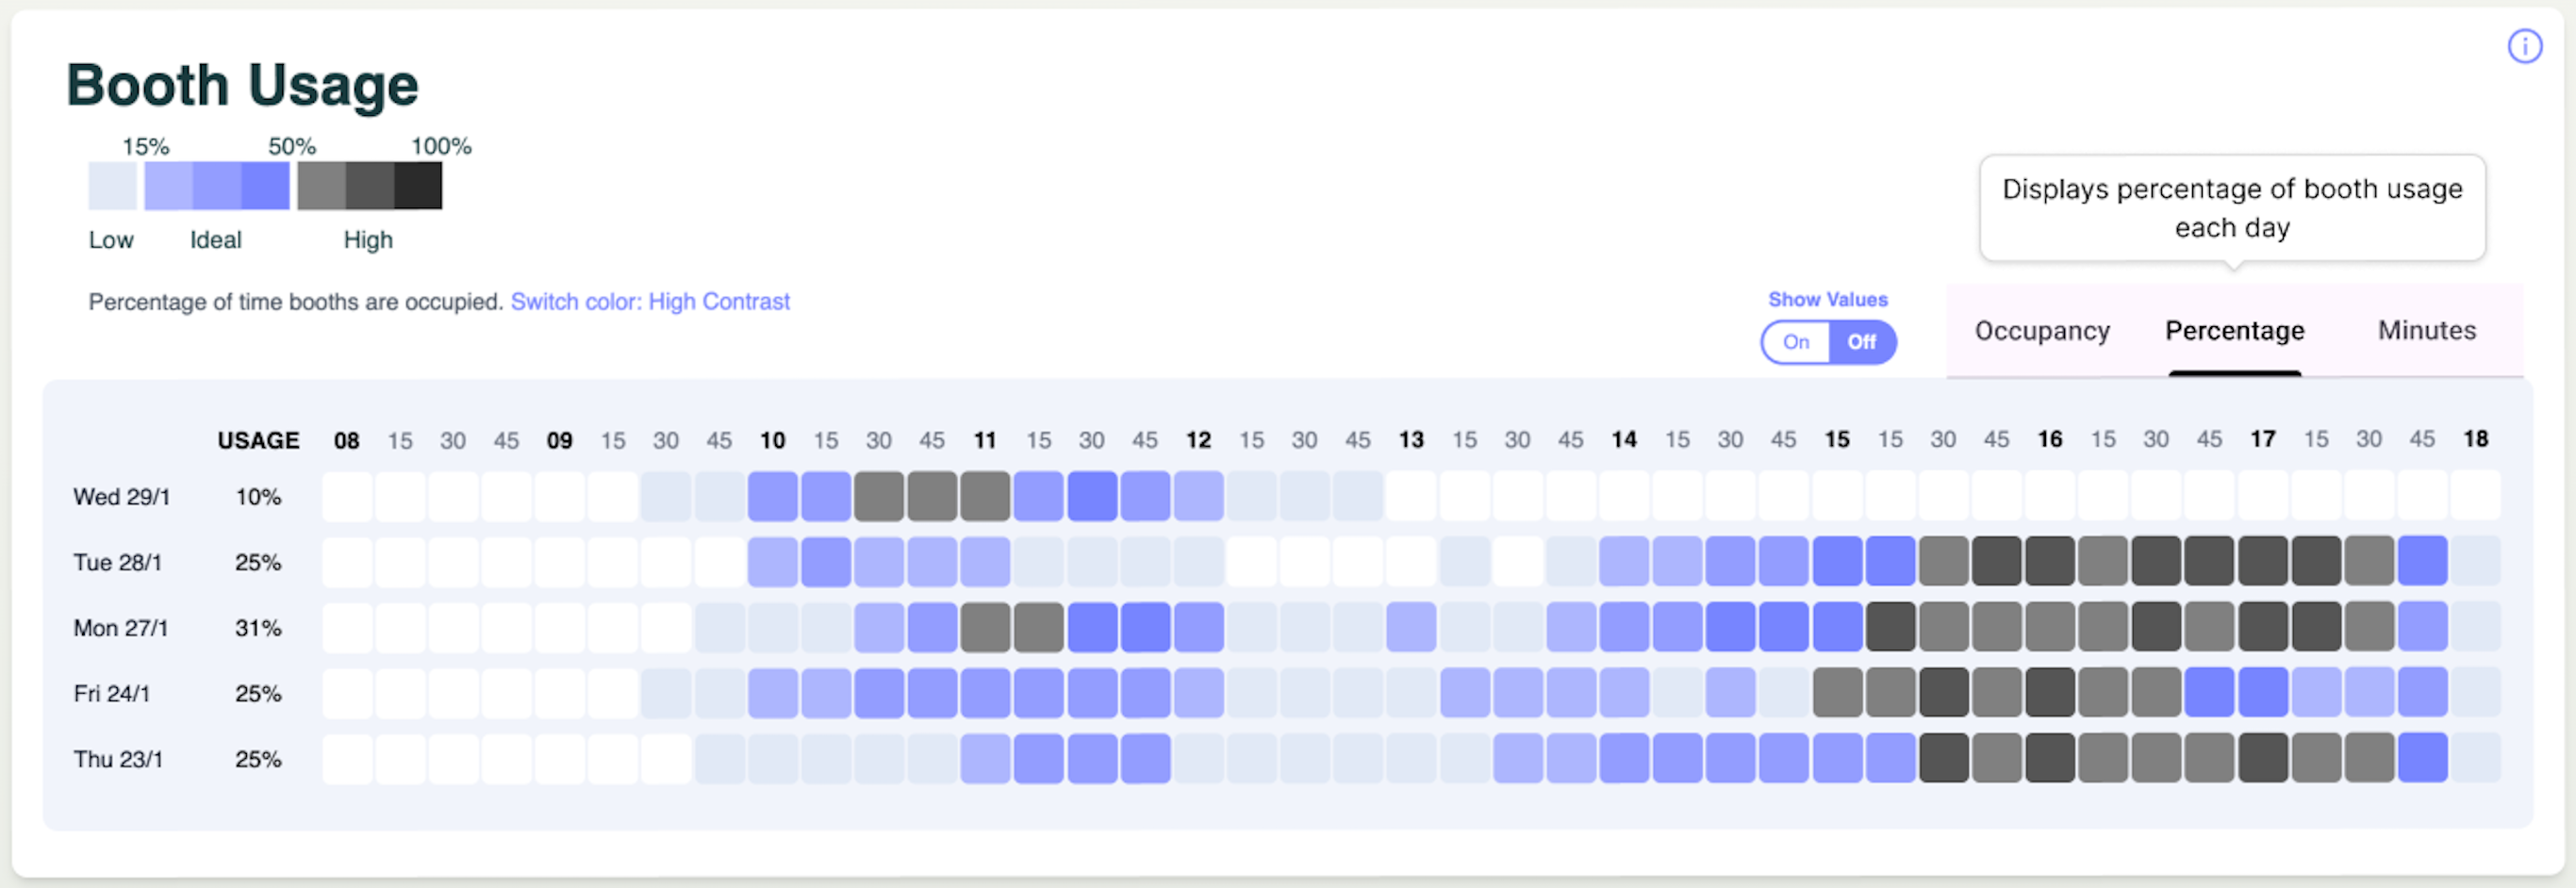 Booth Usage
15% 50% 100%
Low Ideal High
Percentage of time booths are occupied. Switch color: High Contrast
Displays percentage of booth usage
each day
Show Values
On Off
Occupancy Percentage Minutes
USAGE 08 15 30 45 09 15 30 45 10 15 30 45 11 15 30 45 12 15 30 45 13 15 30 45 14 15 30 45 15 15 30 45 16 15 30 45 17 15 30 45 18
Wed 29/1 10%
Tue 28/1 25%
Mon 27/1 31%
Fri 24/1 25%
Thu 23/1 25%